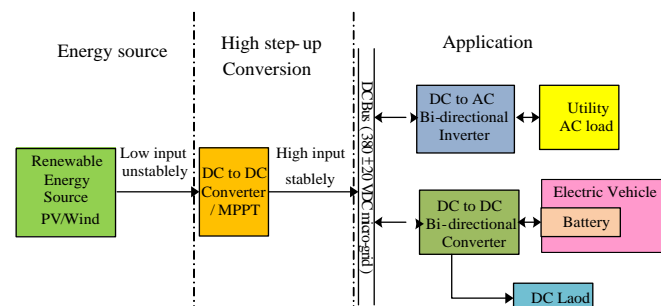 Energy source
High step-up
Conversion
Application
Renewable
Energy
Source
PV/Wind
Low input
unstablely
DC to DC
Converter
/ MPPT
High input
stablely
DC Bus (380±20 VDC micro-grid)
DC to AC
Bi-directional
Inverter
Utility
AC load
DC to DC
Bi-directional
Converter
Electric Vehicle
Battery
DC Laod